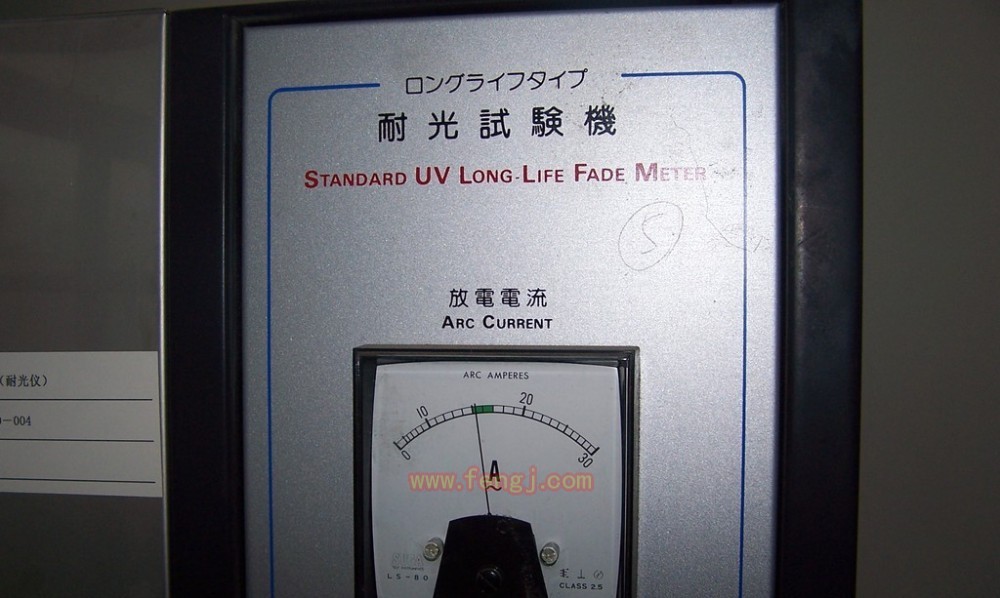 ロングライフタイプ
耐光試験機
STANDARD UV LONG-LIFE FADE METER
5
放電電流
ARC CURRENT
ARC AMPERES
0 10 20 30
A
www.fengj.com
LS-80
CLASS 2.5
(耐光仪)
-004